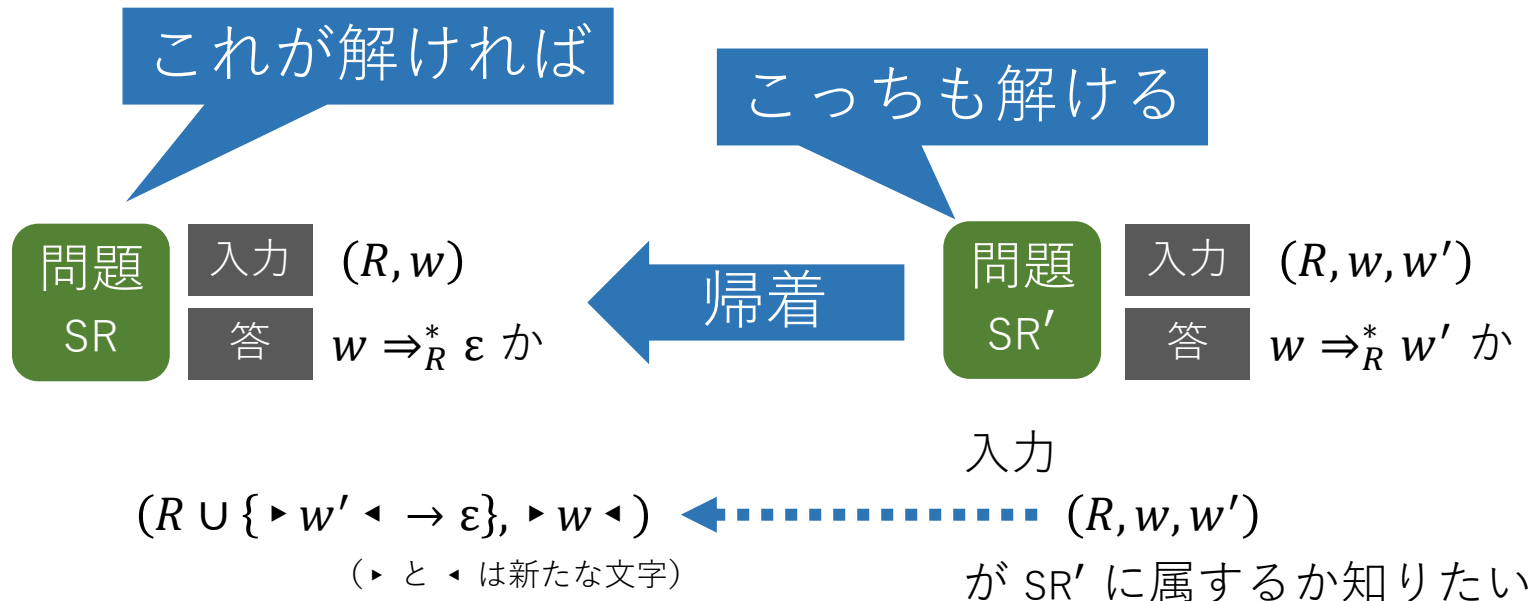 これが解ければ
こっちも解ける
問題
SR
入力
(R, w)
答
w ⇒*_R ε か
帰着
問題
SR′
入力
(R, w, w′)
答
w ⇒*_R w′ か
入力
(R ∪ {▸ w′ ◂ → ε}, ▸ w ◂)
(R, w, w′)
(▸ と ◂ は新たな文字)
が SR′ に属するか知りたい